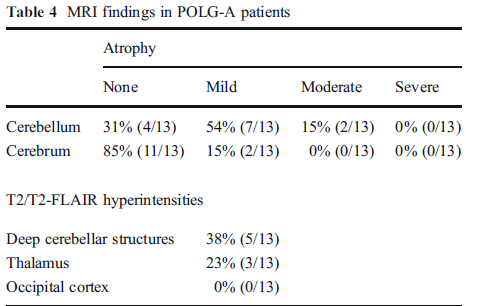 Table 4 MRI findings in POLG-A patients
Atrophy
None Mild Moderate Severe
Cerebellum 31% (4/13) 54% (7/13) 15% (2/13) 0% (0/13)
Cerebrum 85% (11/13) 15% (2/13) 0% (0/13) 0% (0/13)
T2/T2-FLAIR hyperintensities
Deep cerebellar structures 38% (5/13)
Thalamus 23% (3/13)
Occipital cortex 0% (0/13)